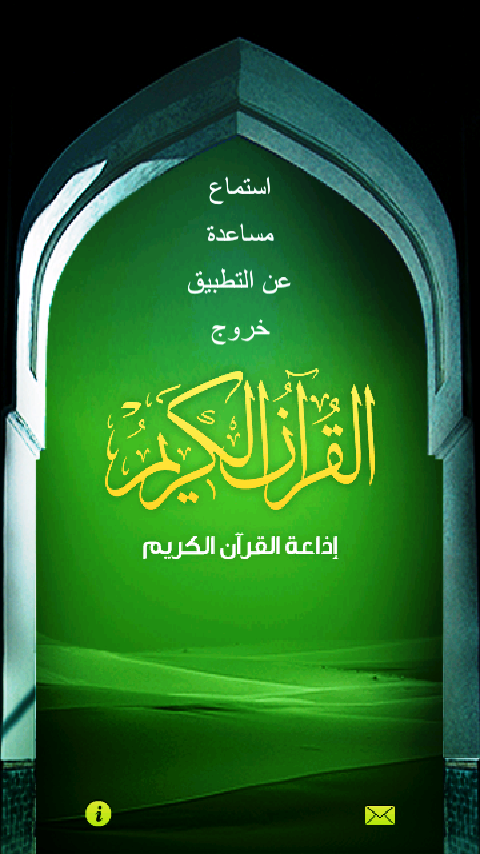 استماع
مساعدة
عن التطبيق
خروج
القرآن الكريم
إذاعة القرآن الكريم